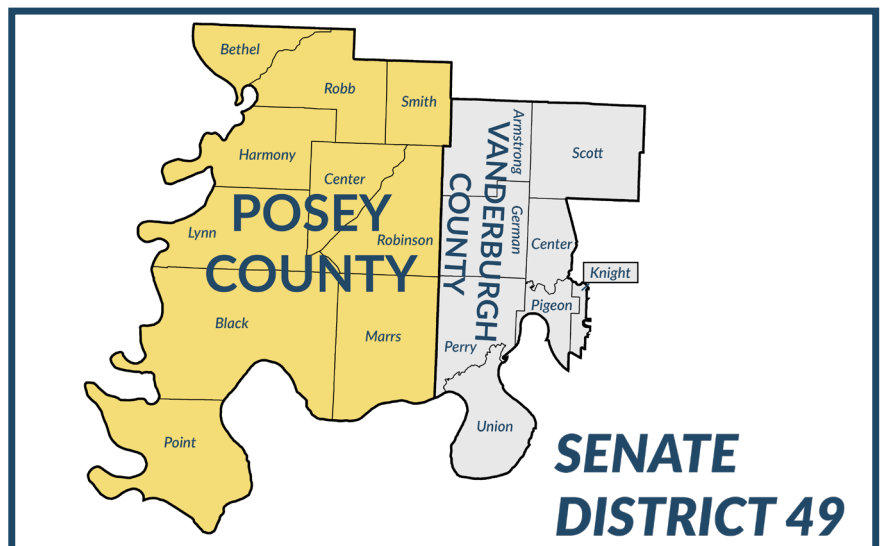 Bethel
Robb
Smith
Armstrong
Harmony
Scott
Center
POSEY
COUNTY
VANDERBURGH
COUNTY
Lynn
Robinson
German
Center
Knight
Pigeon
Black
Marrs
Perry
Union
Point
SENATE
DISTRICT 49